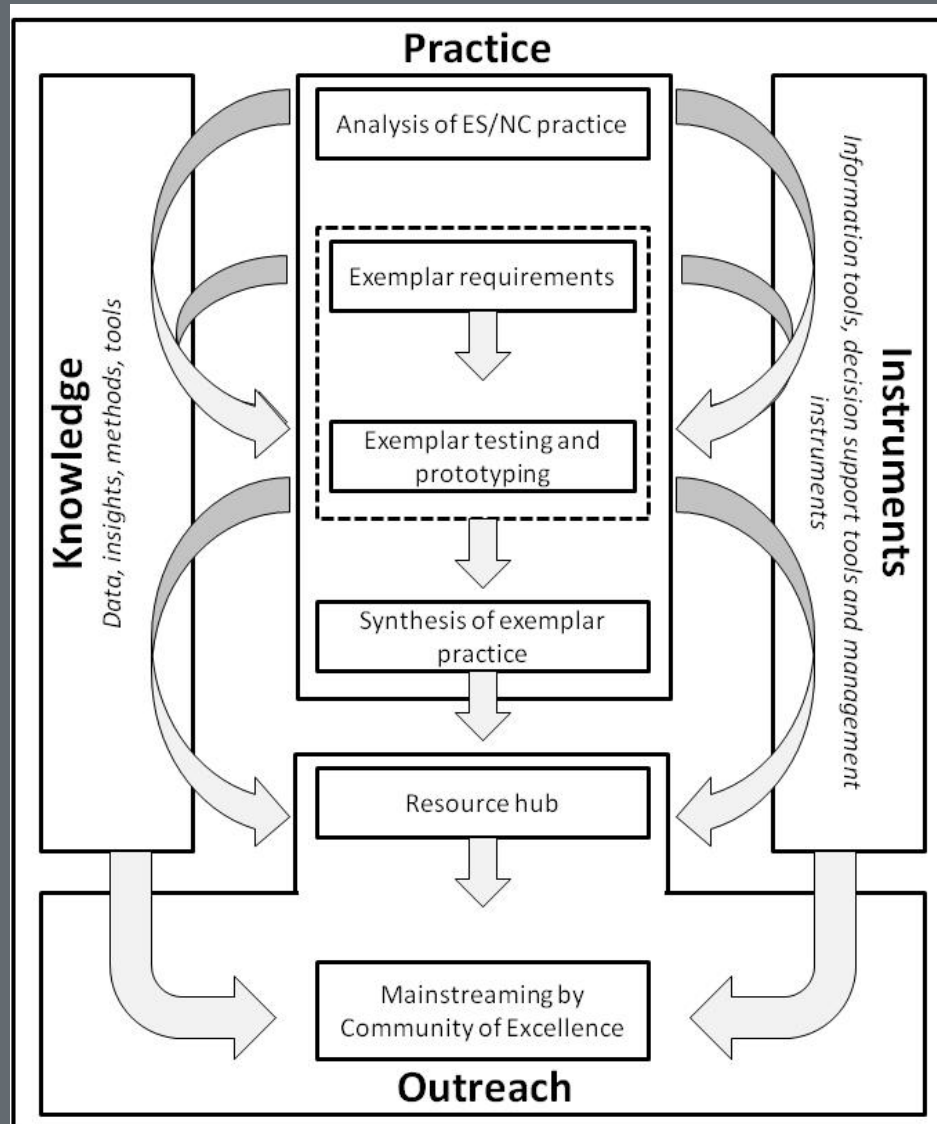 Practice
Analysis of ES/NC practice
Exemplar requirements
Exemplar testing and
prototyping
Synthesis of exemplar
practice
Knowledge
Data, insights, methods, tools
Instruments
Information tools, decision support tools and management
instruments
Resource hub
Mainstreaming by
Community of Excellence
Outreach